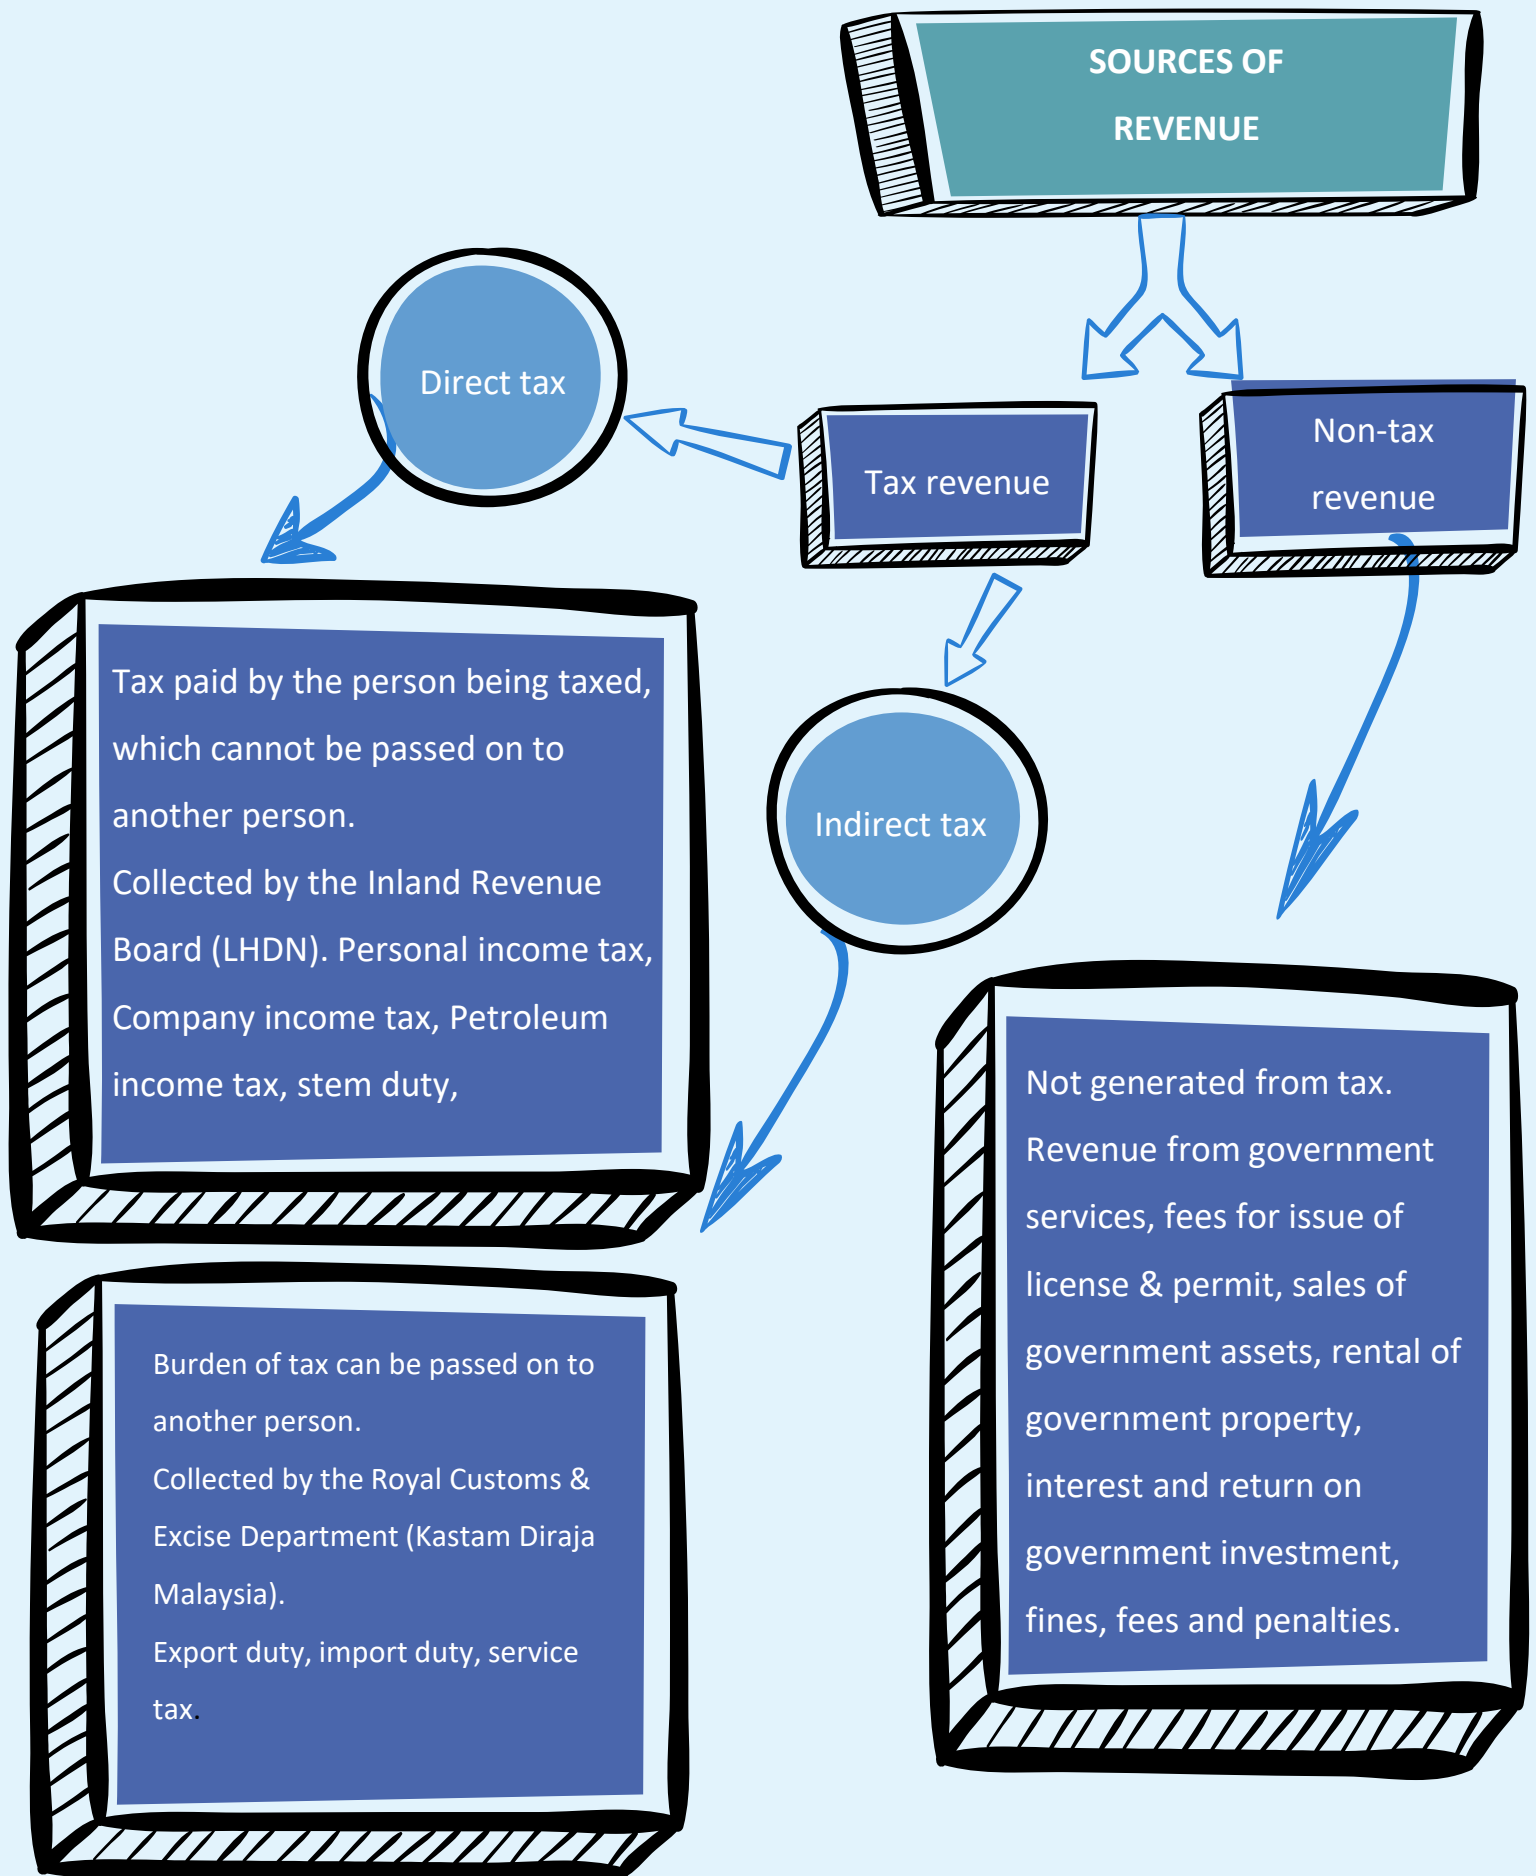 SOURCES OF
REVENUE
Direct tax
Tax revenue
Non-tax
revenue
Tax paid by the person being taxed,
which cannot be passed on to
another person.
Collected by the Inland Revenue
Board (LHDN). Personal income tax,
Company income tax, Petroleum
income tax, stem duty,
Indirect tax
Burden of tax can be passed on to
another person.
Collected by the Royal Customs &
Excise Department (Kastam Diraja
Malaysia).
Export duty, import duty, service
tax.
Not generated from tax.
Revenue from government
services, fees for issue of
license & permit, sales of
government assets, rental of
government property,
interest and return on
government investment,
fines, fees and penalties.